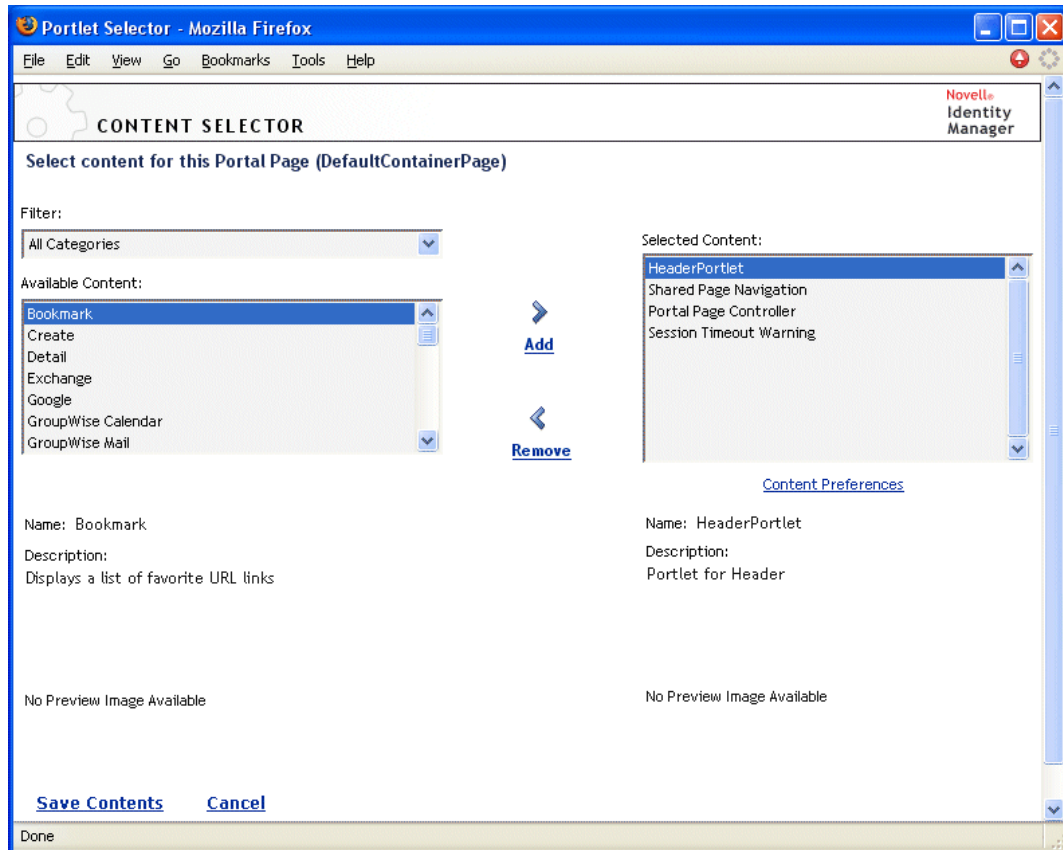 Portlet Selector - Mozilla Firefox
File Edit View Go Bookmarks Tools Help
CONTENT SELECTOR
Novell®
Identity
Manager
Select content for this Portal Page (DefaultContainerPage)
Filter:
All Categories
Available Content:
Bookmark
Create
Detail
Exchange
Google
GroupWise Calendar
GroupWise Mail
Add
Remove
Selected Content:
HeaderPortlet
Shared Page Navigation
Portal Page Controller
Session Timeout Warning
Content Preferences
Name: Bookmark
Description:
Displays a list of favorite URL links
No Preview Image Available
Name: HeaderPortlet
Description:
Portlet for Header
No Preview Image Available
Save Contents Cancel
Done